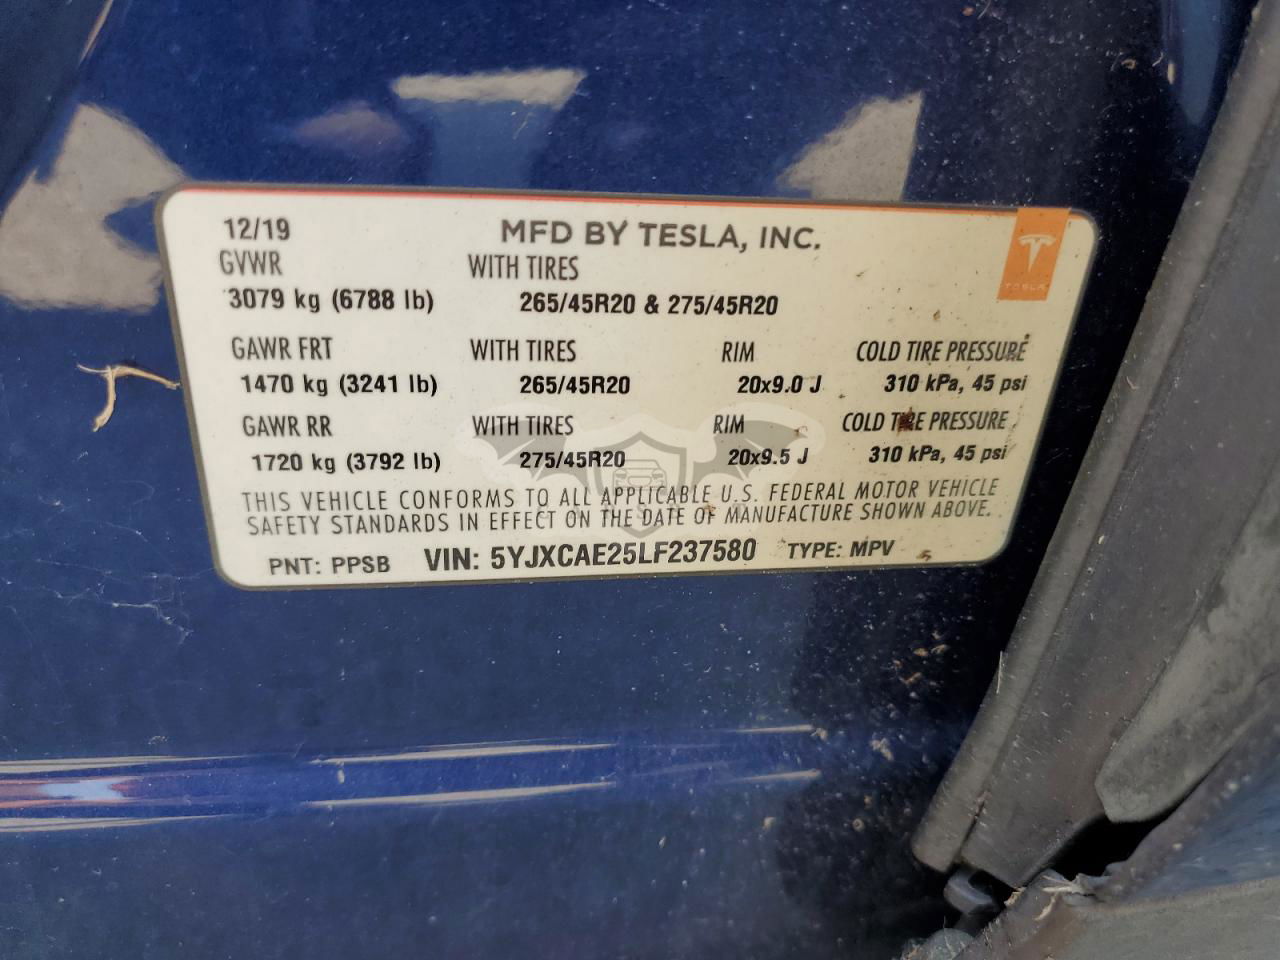 12/19 MFD BY TESLA, INC.
GVWR WITH TIRES
3079 kg (6788 lb) 265/45R20 & 275/45R20
TESLA
GAWR FRT WITH TIRES RIM COLD TIRE PRESSURE
1470 kg (3241 lb) 265/45R20 20x9.0 J 310 kPa, 45 psi
GAWR RR WITH TIRES RIM COLD TIRE PRESSURE
1720 kg (3792 lb) 275/45R20 20x9.5 J 310 kPa, 45 psi
THIS VEHICLE CONFORMS TO ALL APPLICABLE U.S. FEDERAL MOTOR VEHICLE
SAFETY STANDARDS IN EFFECT ON THE DATE OF MANUFACTURE SHOWN ABOVE.
PNT: PPSB VIN: 5YJXCAE25LF237580 TYPE: MPV